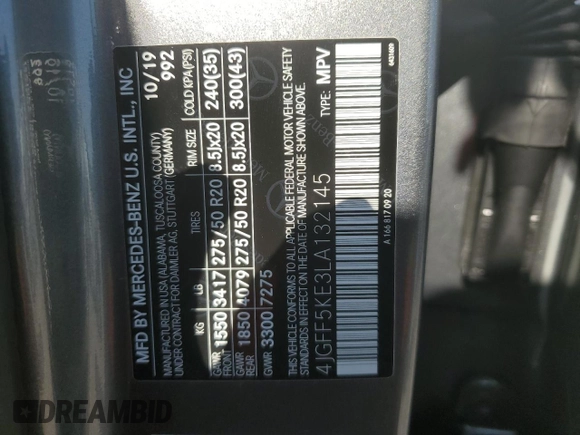 MFD BY MERCEDES-BENZ U.S. INTL., INC
10/19
MANUFACTURED IN USA (ALABAMA, TUSCALOOSA COUNTY)
992
UNDER CONTRACT FOR DAIMLER AG, STUTTGART (GERMANY)
KG LB TIRES RIM SIZE COLD KPA(PSI)
GAWR FRONT 1550 3417 275/50 R20 8.5Jx20 240(35)
GAWR REAR 1850 4079 275/50 R20 8.5Jx20 300(43)
GVWR 3300 7275
THIS VEHICLE CONFORMS TO ALL APPLICABLE FEDERAL MOTOR VEHICLE SAFETY
STANDARDS IN EFFECT ON THE DATE OF MANUFACTURE SHOWN ABOVE.
4JGFF5KE3LA132145 TYPE: MPV
A 166 817 09 20
DREAMBID